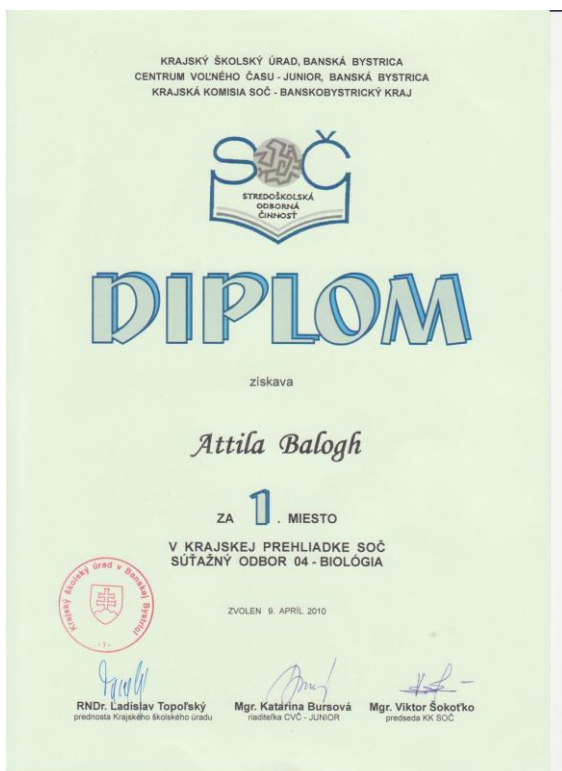 KRAJSKÝ ŠKOLSKÝ ÚRAD, BANSKÁ BYSTRICA
CENTRUM VOĽNÉHO ČASU - JUNIOR, BANSKÁ BYSTRICA
KRAJSKÁ KOMISIA SOČ - BANSKOBYSTRICKÝ KRAJ
SOČ
STREDOŠKOLSKÁ
ODBORNÁ
ČINNOSŤ
DIPLOM
získava
Attila Balogh
ZA 1. MIESTO
V KRAJSKEJ PREHLIADKE SOČ
SÚŤAŽNÝ ODBOR 04 - BIOLÓGIA
Krajský školský úrad v Banskej Bystrici
- 1 -
ZVOLEN 9. APRÍL 2010
RNDr. Ladislav Topoľský Mgr. Katarína Bursová Mgr. Viktor Šokoťko
prednosta Krajského školského úradu riaditeľka CVČ - JUNIOR predseda KK SOČ